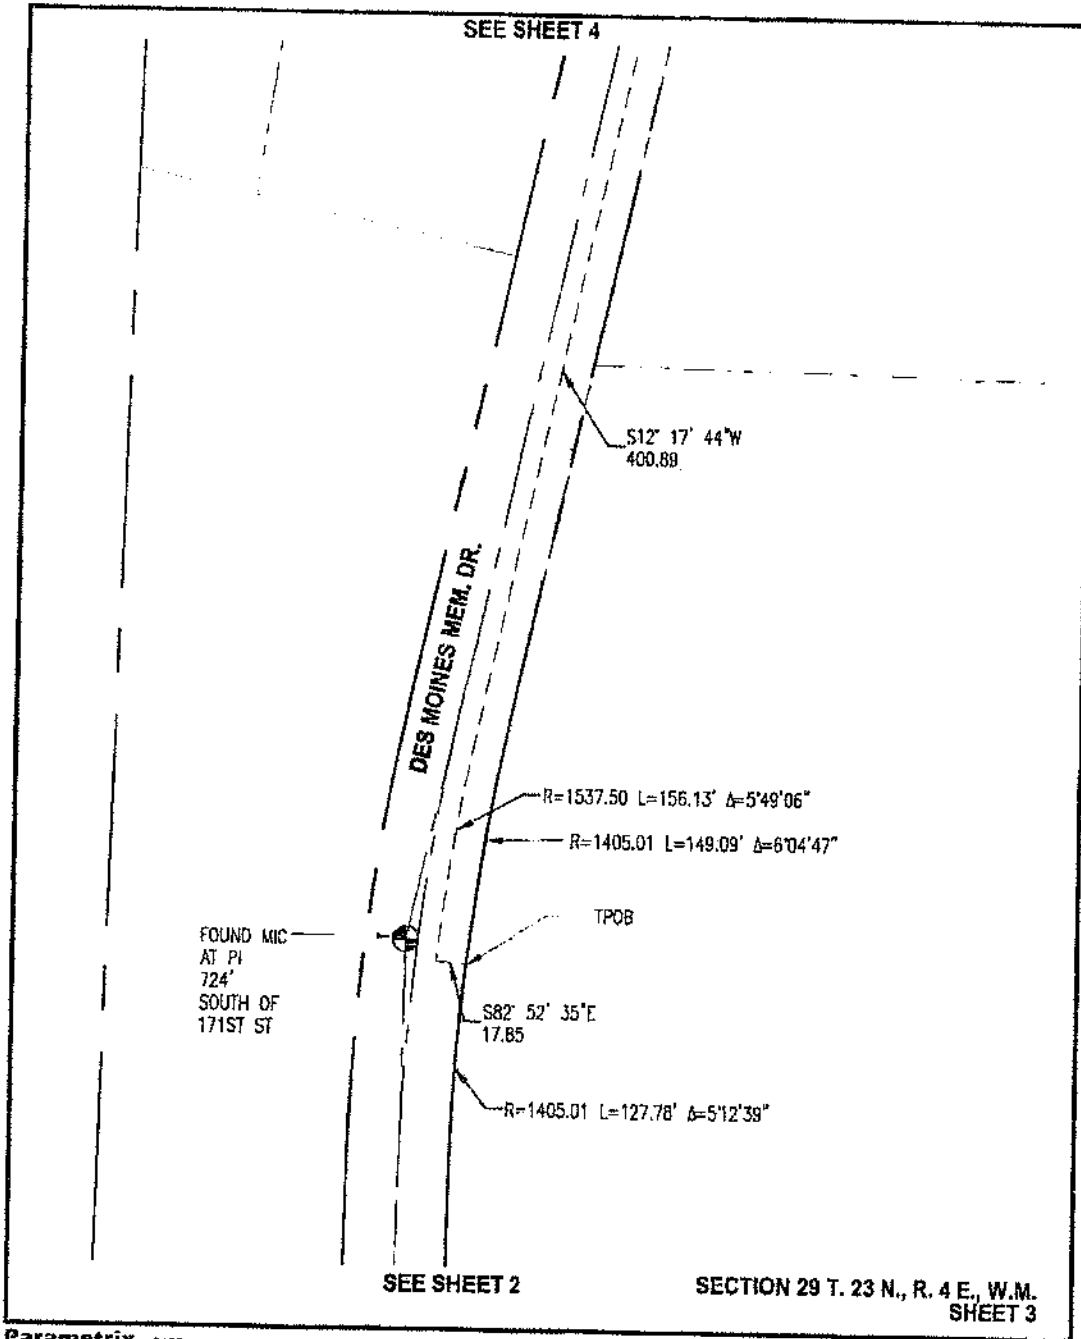 SEE SHEET 4
S12° 17' 44"W
400.89
DES MOINES MEM. DR.
R=1537.50 L=156.13' Δ=5°49'06"
R=1405.01 L=149.09' Δ=6°04'47"
TPOB
FOUND MIC
AT PI
724'
SOUTH OF
171ST ST
S82° 52' 35"E
17.85
R=1405.01 L=127.78' Δ=5°12'39"
SEE SHEET 2
SECTION 29 T. 23 N., R. 4 E., W.M.
SHEET 3
Parametrix